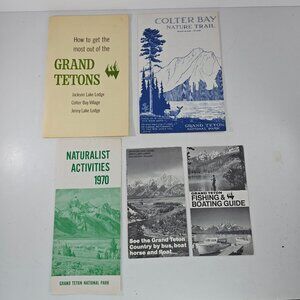 How to get the
most out of the
GRAND
TETONS
Jackson Lake Lodge
Colter Bay Village
Jenny Lake Lodge
COLTER BAY
NATURE TRAIL
GRAND TETON
NATIONAL PARK
NATURALIST
ACTIVITIES
1970
GRAND TETON NATIONAL PARK
See the Grand Teton
Country by bus, boat
horse and float.
GRAND TETON
FISHING &
BOATING GUIDE